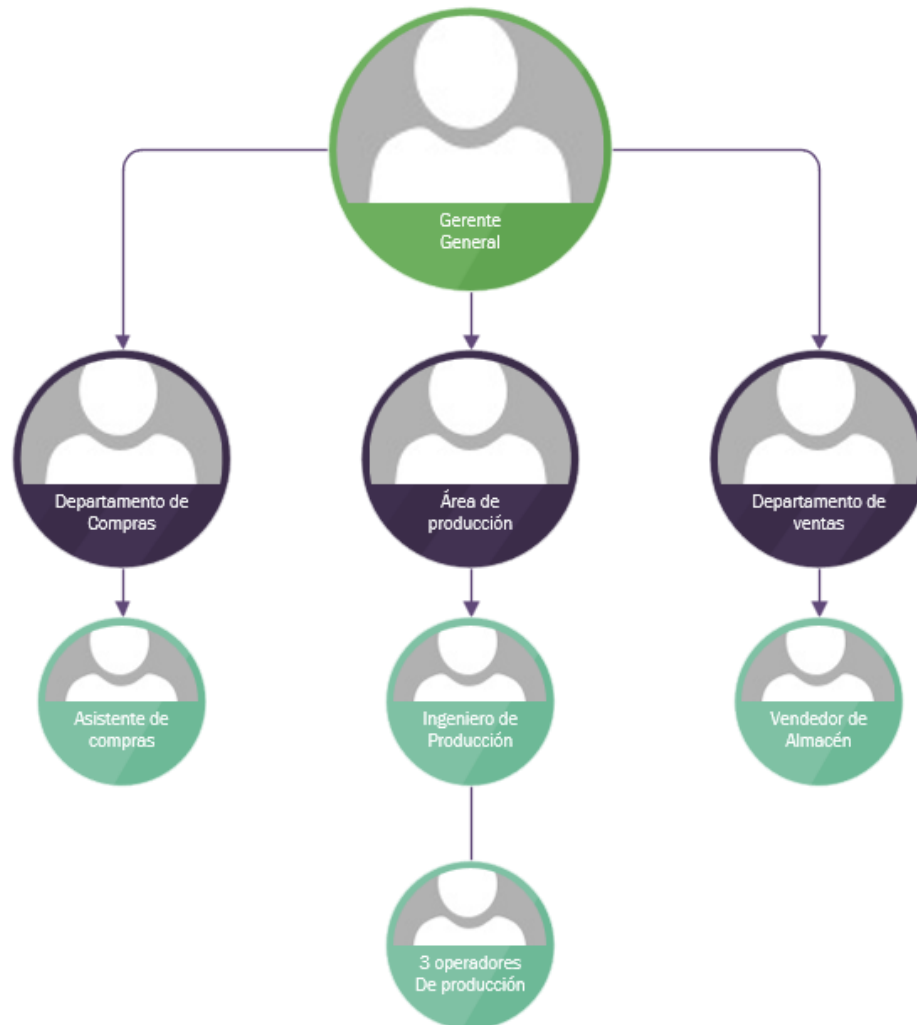 Gerente
General
Departamento de
Compras
Área de
producción
Departamento de
ventas
Asistente de
compras
Ingeniero de
Producción
Vendedor de
Almacén
3 operadores
De producción